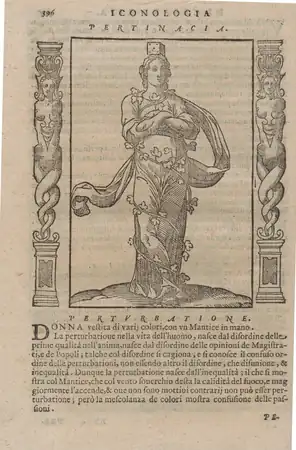 396 ICONOLOGIA
PERTINACIA.
PERTVRBATIONE.
DONNA vestita di varij colori, con vn Mantice in mano.
La perturbatione nella vita dell'huomo, nasce dal disordine delle
prime qualità nell'anima, nasce dal disordine delle opinioni de Magistra-
ti, e de Popoli; talche col disordine si cagiona, e si conosce il confuso or-
dine della perturbationi, non essendo altro il disordine, che disunione, &
inequalità. Dunque la perturbatione nasce dall'inequalità; il che si mo-
stra col Mantice, che col vento souerchio desta la calidità del fuoco, e mag
giormente l'accende, & oue non sono mottiui contrarij non può esser per-
turbatione; però la mescolanza de colori mostra confusione delle pas-
sioni.
PE-